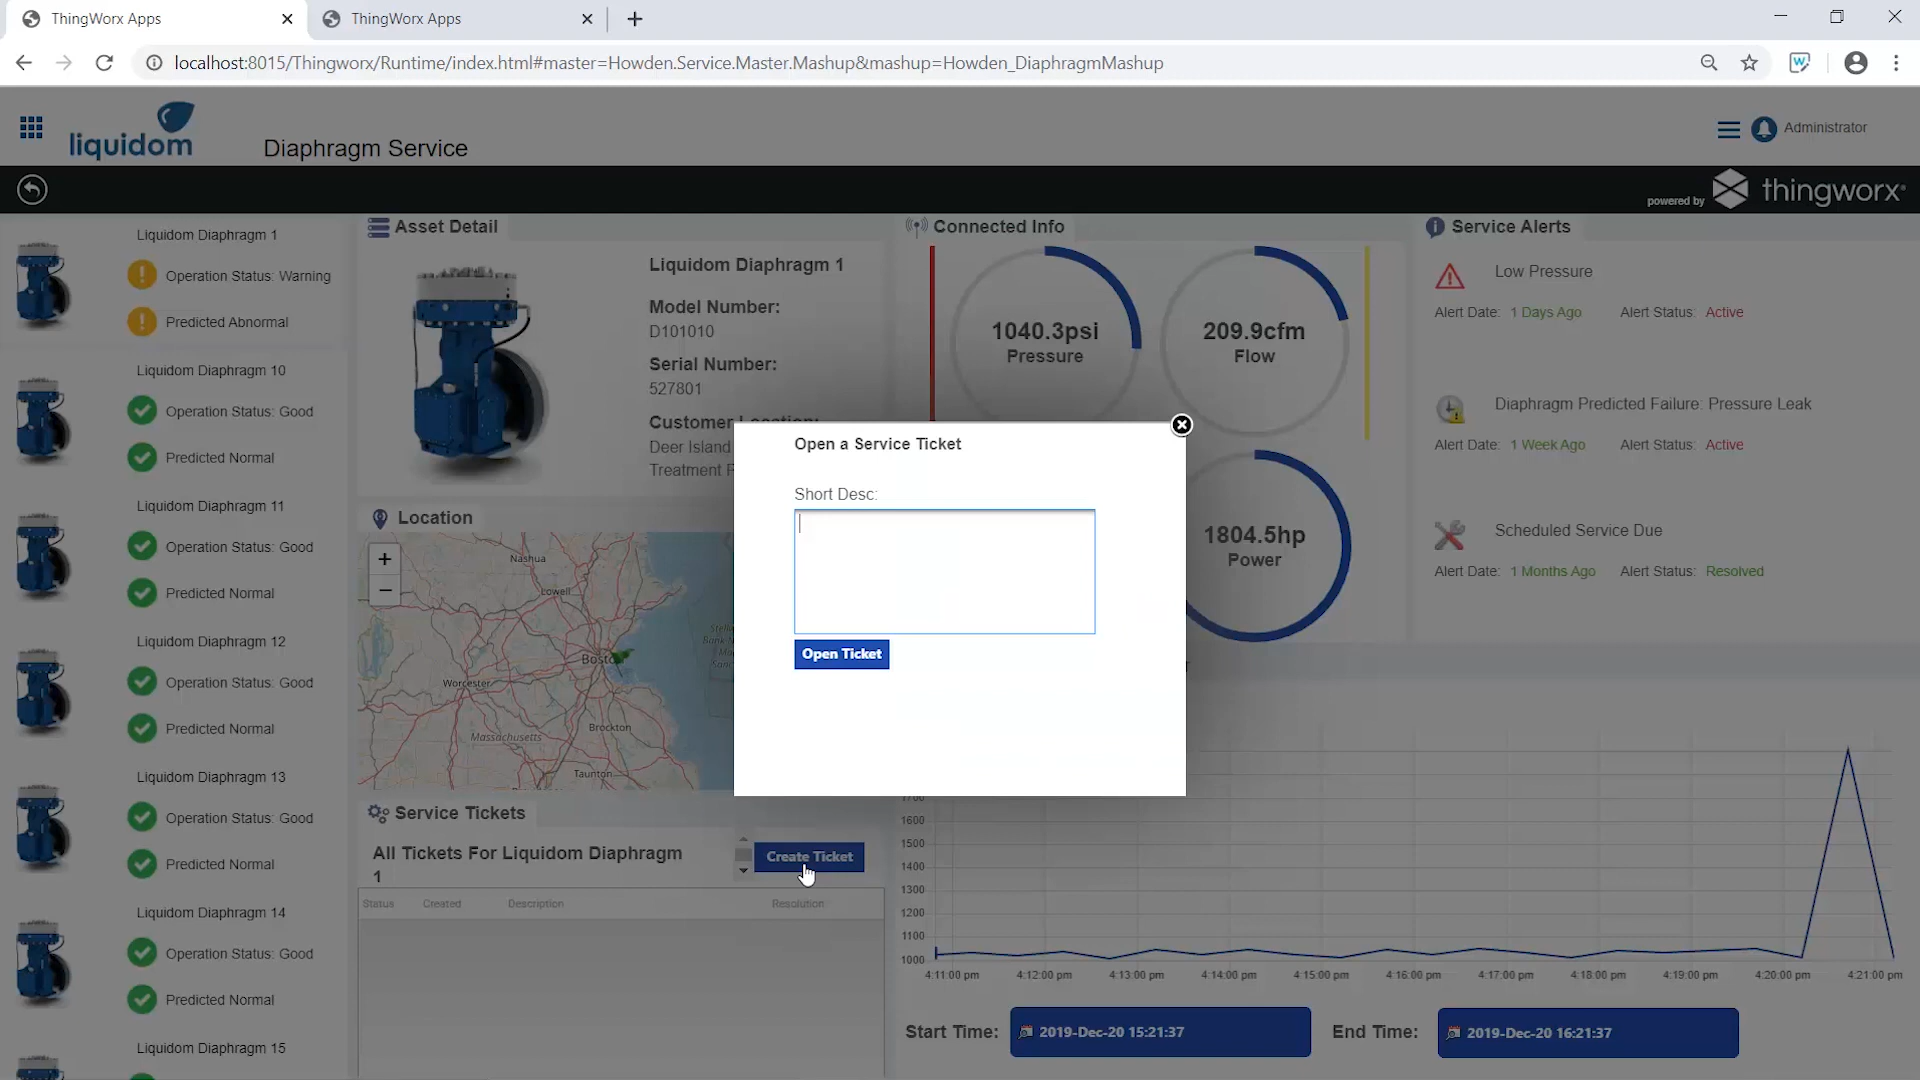 ThingWorx Apps
ThingWorx Apps
localhost:8015/Thingworx/Runtime/index.html#master=Howden.Service.Master.Mashup&mashup=Howden_DiaphragmMashup
liquidom
Diaphragm Service
Administrator
powered by thingworx
Liquidom Diaphragm 1
Operation Status: Warning
Predicted Abnormal
Liquidom Diaphragm 10
Operation Status: Good
Predicted Normal
Liquidom Diaphragm 11
Operation Status: Good
Predicted Normal
Liquidom Diaphragm 12
Operation Status: Good
Predicted Normal
Liquidom Diaphragm 13
Operation Status: Good
Predicted Normal
Liquidom Diaphragm 14
Operation Status: Good
Predicted Normal
Liquidom Diaphragm 15
Asset Detail
Liquidom Diaphragm 1
Model Number:
D101010
Serial Number:
527801
Customer Location:
Deer Island
Treatment
Connected Info
1040.3psi
Pressure
209.9cfm
Flow
1804.5hp
Power
Service Alerts
Low Pressure
Alert Date: 1 Days Ago Alert Status: Active
Diaphragm Predicted Failure: Pressure Leak
Alert Date: 1 Week Ago Alert Status: Active
Scheduled Service Due
Alert Date: 1 Months Ago Alert Status: Resolved
Open a Service Ticket
Short Desc:
Open Ticket
Location
+
−
Nashua
Lowell
Boston
Worcester
Brockton
Massachusetts
Taunton
Service Tickets
All Tickets For Liquidom Diaphragm
1
Create Ticket
Status Created Description Resolution
1700
1600
1500
1400
1300
1200
1100
1000
4:11:00 pm 4:12:00 pm 4:13:00 pm 4:14:00 pm 4:15:00 pm 4:16:00 pm 4:17:00 pm 4:18:00 pm 4:19:00 pm 4:20:00 pm 4:21:00 pm
Start Time: 2019-Dec-20 15:21:37 End Time: 2019-Dec-20 16:21:37